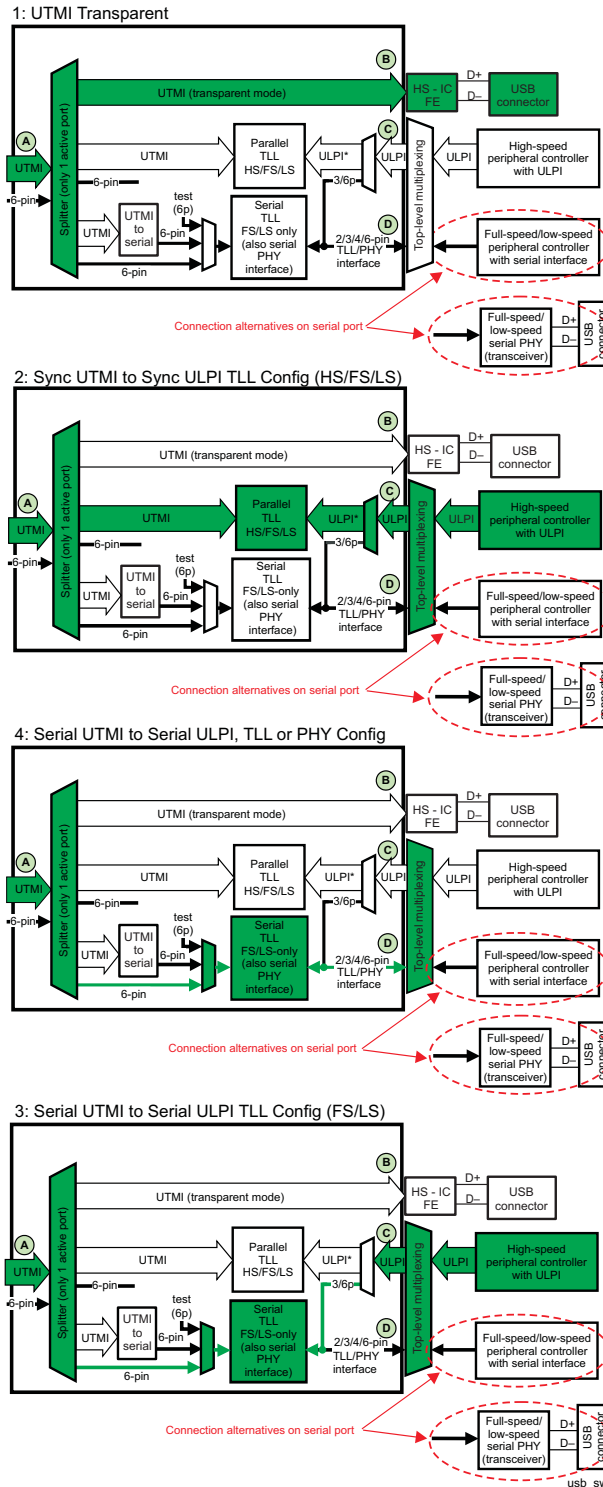 1: UTMI Transparent
B
D+
D–
HS - IC
FE
USB
connector
UTMI (transparent mode)
A
UTMI
6-pin
Splitter (only 1 active port)
UTMI
6-pin
Parallel
TLL
HS/FS/LS
ULPI*
3/6p
C
ULPI
Top-level multiplexing
ULPI
High-speed
peripheral controller
with ULPI
UTMI
UTMI
to
serial
test
(6p)
6-pin
6-pin
Serial
TLL
FS/LS only
(also serial
PHY
interface)
D
2/3/4/6-pin
TLL/PHY
interface
Full-speed/low-speed
peripheral controller
with serial interface
Connection alternatives on serial port
Full-speed/
low-speed
serial PHY
(transceiver)
D+
D–
USB
connector
2: Sync UTMI to Sync ULPI TLL Config (HS/FS/LS)
B
D+
D–
HS - IC
FE
USB
connector
UTMI (transparent mode)
A
UTMI
6-pin
Splitter (only 1 active port)
UTMI
6-pin
Parallel
TLL
HS/FS/LS
ULPI*
3/6p
C
ULPI
Top-level multiplexing
ULPI
High-speed
peripheral controller
with ULPI
UTMI
UTMI
to
serial
test
(6p)
6-pin
6-pin
Serial
TLL
FS/LS-only
(also serial
PHY
interface)
D
2/3/4/6-pin
TLL/PHY
interface
Full-speed/low-speed
peripheral controller
with serial interface
Connection alternatives on serial port
Full-speed/
low-speed
serial PHY
(transceiver)
D+
D–
USB
connector
4: Serial UTMI to Serial ULPI, TLL or PHY Config
B
D+
D–
HS - IC
FE
USB
connector
UTMI (transparent mode)
A
UTMI
6-pin
Splitter (only 1 active port)
UTMI
6-pin
Parallel
TLL
HS/FS/LS
ULPI*
3/6p
C
ULPI
Top-level multiplexing
ULPI
High-speed
peripheral controller
with ULPI
UTMI
UTMI
to
serial
test
(6p)
6-pin
6-pin
Serial
TLL
FS/LS-only
(also serial
PHY
interface)
D
2/3/4/6-pin
TLL/PHY
interface
Full-speed/low-speed
peripheral controller
with serial interface
Connection alternatives on serial port
Full-speed/
low-speed
serial PHY
(transceiver)
D+
D–
USB
connector
3: Serial UTMI to Serial ULPI TLL Config (FS/LS)
B
D+
D–
HS - IC
FE
USB
connector
UTMI (transparent mode)
A
UTMI
6-pin
Splitter (only 1 active port)
UTMI
6-pin
Parallel
TLL
HS/FS/LS
ULPI*
3/6p
C
ULPI
Top-level multiplexing
ULPI
High-speed
peripheral controller
with ULPI
UTMI
UTMI
to
serial
test
(6p)
6-pin
6-pin
Serial
TLL
FS/LS-only
(also serial
PHY
interface)
D
2/3/4/6-pin
TLL/PHY
interface
Full-speed/low-speed
peripheral controller
with serial interface
Connection alternatives on serial port
Full-speed/
low-speed
serial PHY
(transceiver)
D+
D–
USB
connector